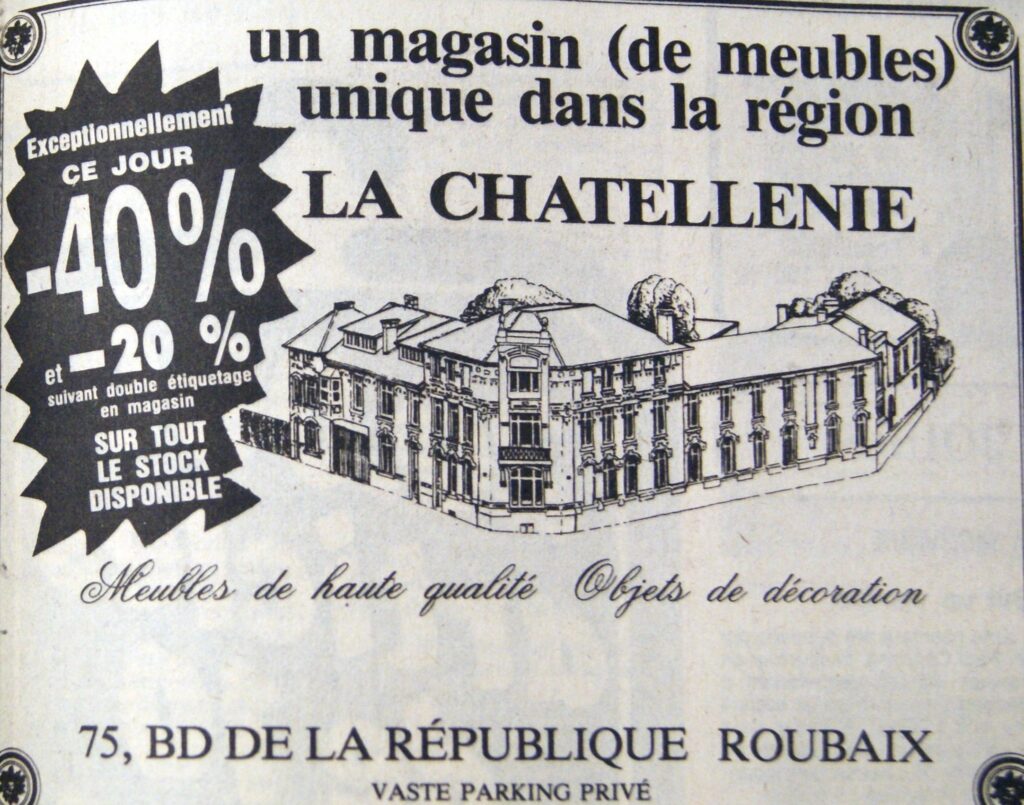 un magasin (de meubles)
unique dans la région
LA CHATELLENIE
Exceptionnellement
CE JOUR
-40%
et -20 %
suivant double étiquetage
en magasin
SUR TOUT
LE STOCK
DISPONIBLE
Meubles de haute qualité Objets de décoration
75, BD DE LA RÉPUBLIQUE ROUBAIX
VASTE PARKING PRIVÉ